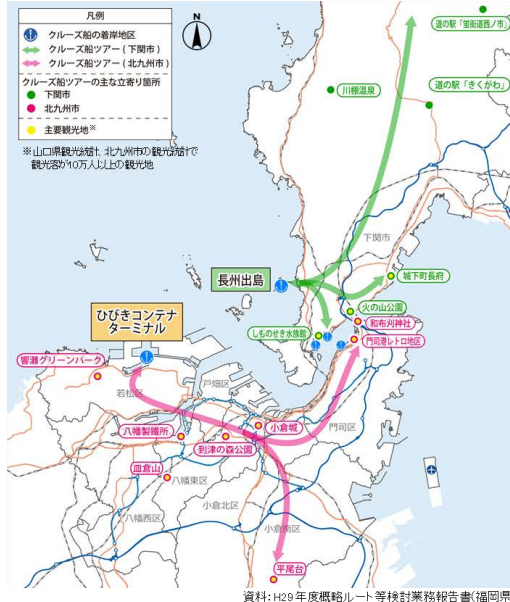 凡例
クルーズ船の着岸地区
クルーズ船ツアー(下関市)
クルーズ船ツアー(北九州市)
クルーズ船ツアーの主な立寄り箇所
下関市
北九州市
主要観光地※
※山口県観光統計、北九州市の観光統計で
観光客が10万人以上の観光地
N
道の駅「蛍街道西ノ市」
道の駅「きくがわ」
川棚温泉
下関市
長州出島
城下町長府
火の山公園
和布刈神社
しものせき水族館
門司港レトロ地区
ひびきコンテナ
ターミナル
響灘グリーンパーク
若松区
戸畑区
八幡製鐵所
到津の森公園
小倉城
門司区
皿倉山
八幡東区
小倉北区
八幡西区
小倉南区
平尾台
資料:H29年度概略ルート等検討業務報告書(福岡県